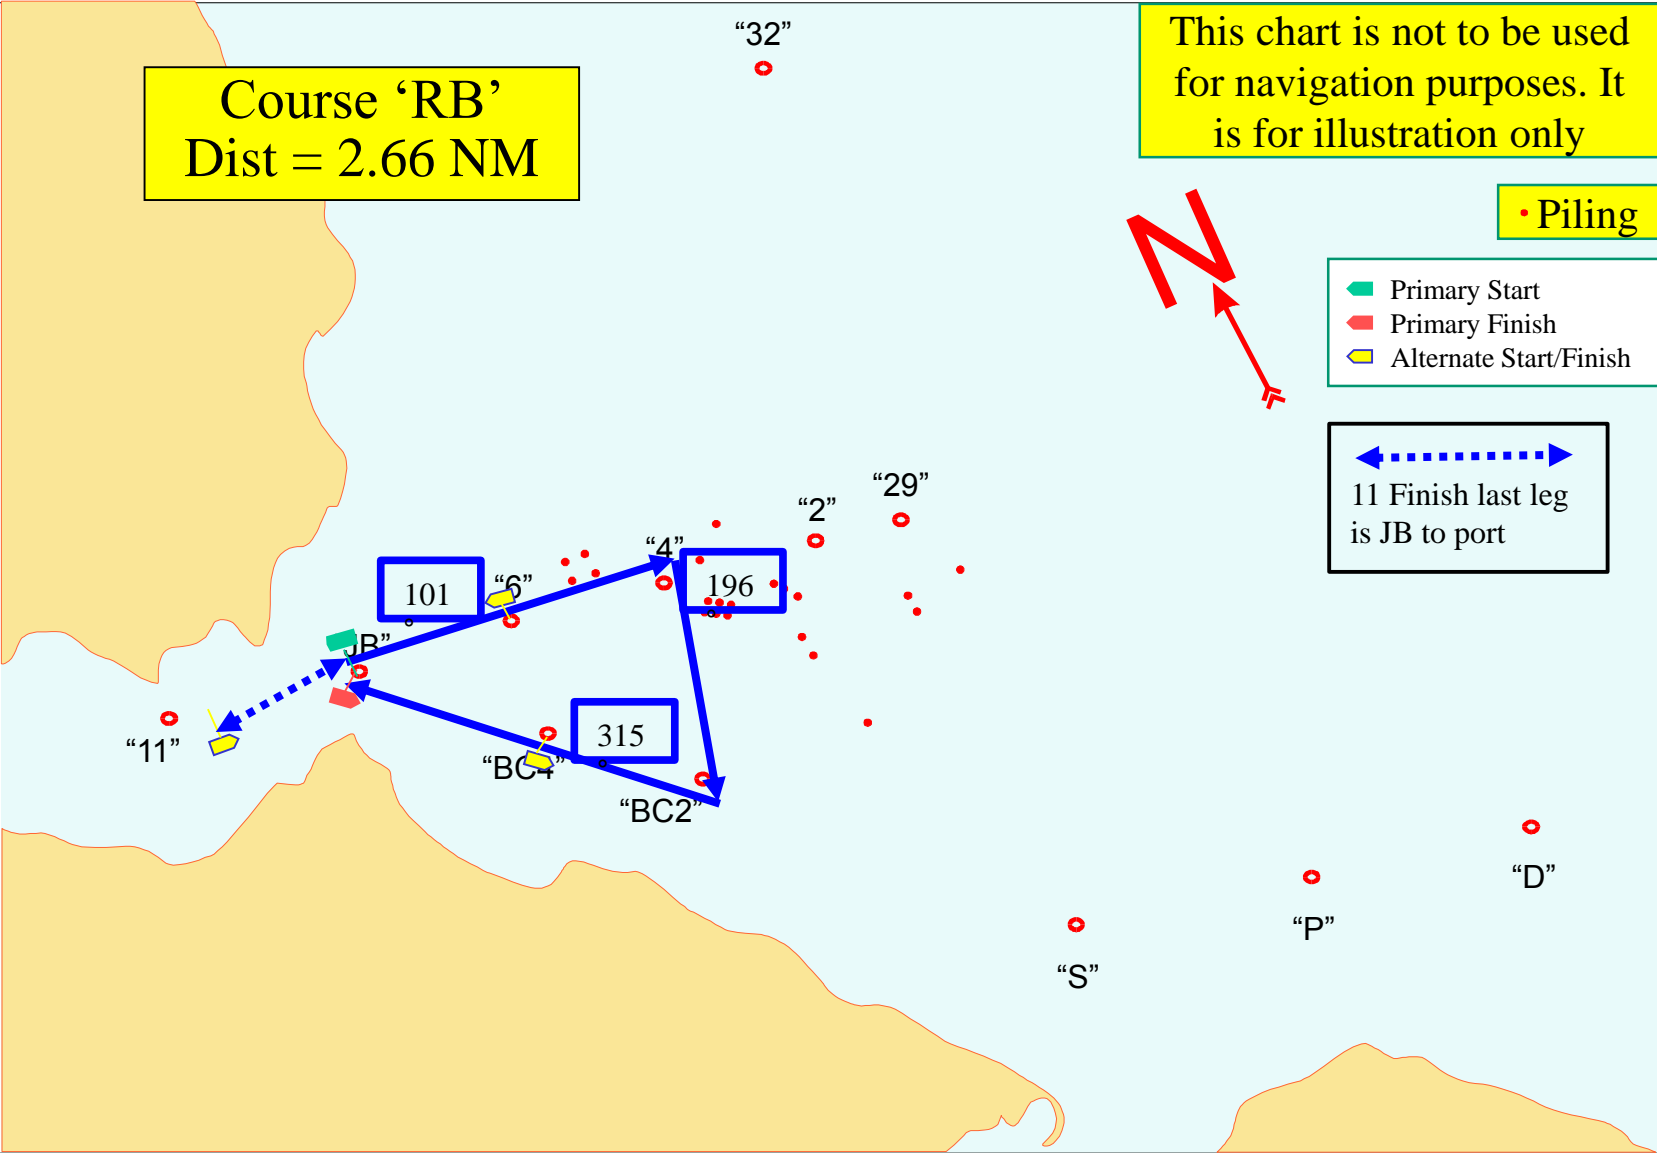 “32”
This chart is not to be used
for navigation purposes. It
is for illustration only
Course ‘RB’
Dist = 2.66 NM
N
• Piling
Primary Start
Primary Finish
Alternate Start/Finish
11 Finish last leg
is JB to port
“29”
“2”
“4”
“6”
101
196
JB”
315
“11”
“BC4”
“BC2”
“D”
“P”
“S”